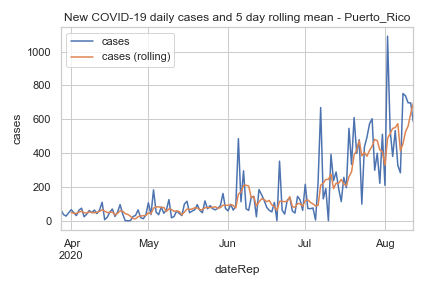 New COVID-19 daily cases and 5 day rolling mean - Puerto_Rico
cases
cases (rolling)
1000
800
600
400
200
0
cases
Apr
2020
May
Jun
Jul
Aug
dateRep